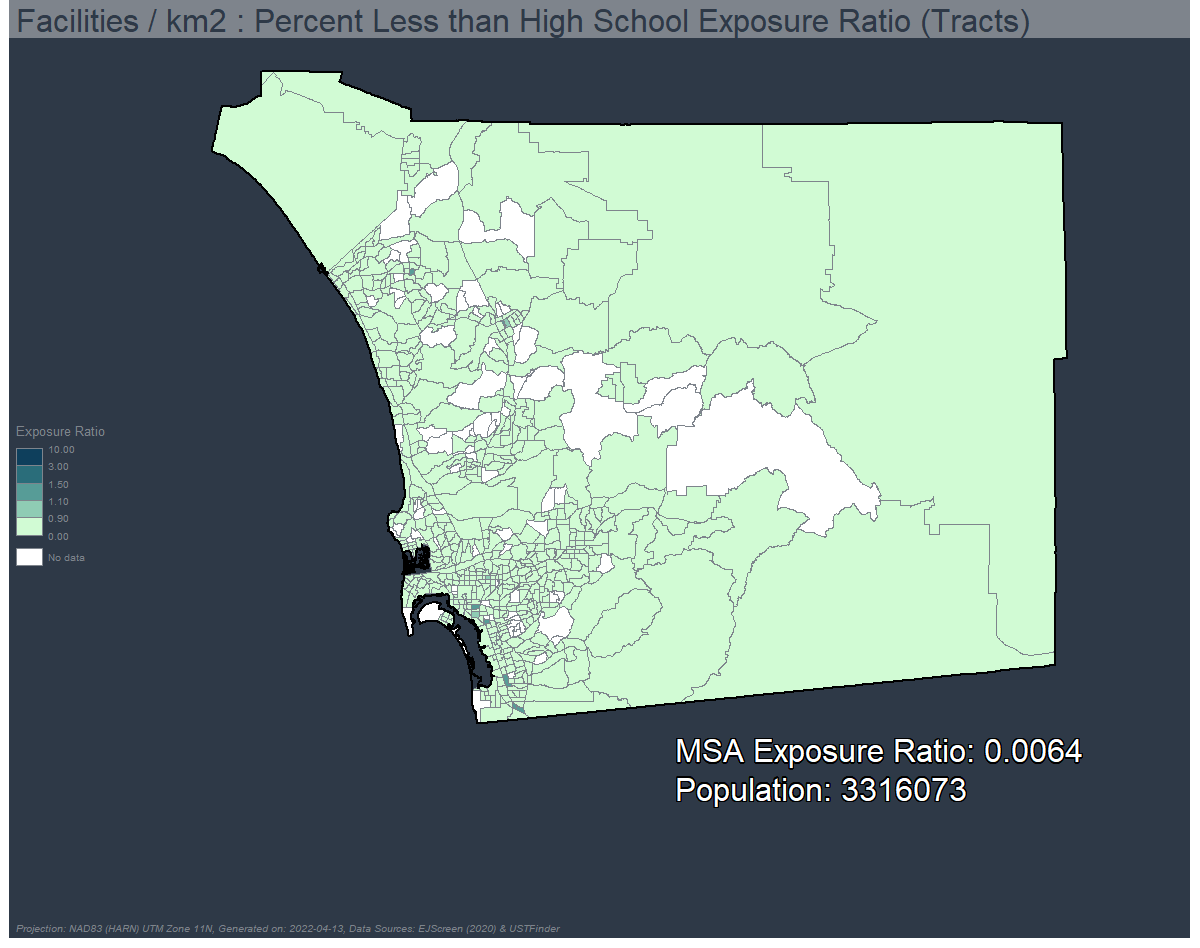 Facilities / km2 : Percent Less than High School Exposure Ratio (Tracts)
Exposure Ratio
10.00
3.00
1.50
1.10
0.90
0.00
No data
MSA Exposure Ratio: 0.0064
Population: 3316073
Projection: NAD83 (HARN) UTM Zone 11N, Generated on: 2022-04-13, Data Sources: EJScreen (2020) & USTFinder